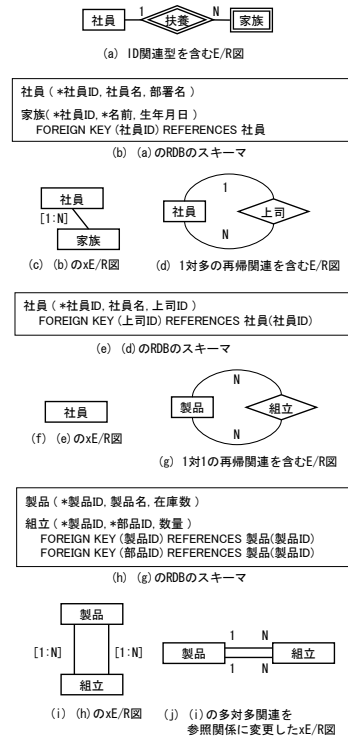 社員 1 扶養 N 家族
(a) ID関連型を含むE/R図
社員 ( *社員ID, 社員名, 部署名 )
家族( *社員ID, *名前, 生年月日 )
FOREIGN KEY (社員ID) REFERENCES 社員
(b) (a)のRDBのスキーマ
社員
[1:N]
家族
(c) (b)のxE/R図
1
社員 上司
N
(d) 1対多の再帰関連を含むE/R図
社員 ( *社員ID, 社員名, 上司ID )
FOREIGN KEY (上司ID) REFERENCES 社員(社員ID)
(e) (d)のRDBのスキーマ
社員
(f) (e)のxE/R図
N
製品 組立
N
(g) 1対1の再帰関連を含むE/R図
製品 ( *製品ID, 製品名, 在庫数 )
組立 ( *製品ID, *部品ID, 数量 )
FOREIGN KEY (製品ID) REFERENCES 製品(製品ID)
FOREIGN KEY (部品ID) REFERENCES 製品(製品ID)
(h) (g)のRDBのスキーマ
製品
[1:N] [1:N]
組立
(i) (h)のxE/R図
1 N
製品 組立
1 N
(j) (i)の多対多関連を
参照関係に変更したxE/R図